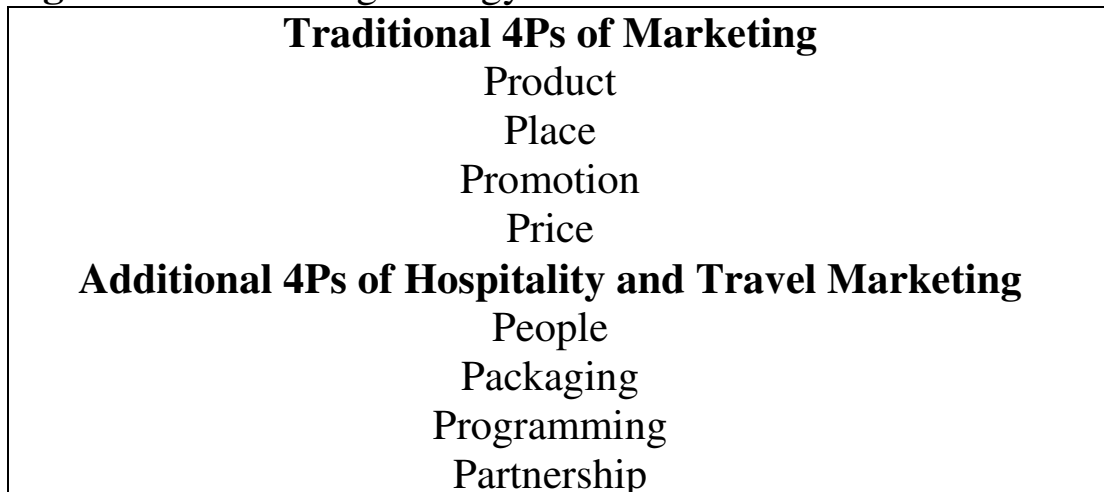 Traditional 4Ps of Marketing
Product
Place
Promotion
Price
Additional 4Ps of Hospitality and Travel Marketing
People
Packaging
Programming
Partnership